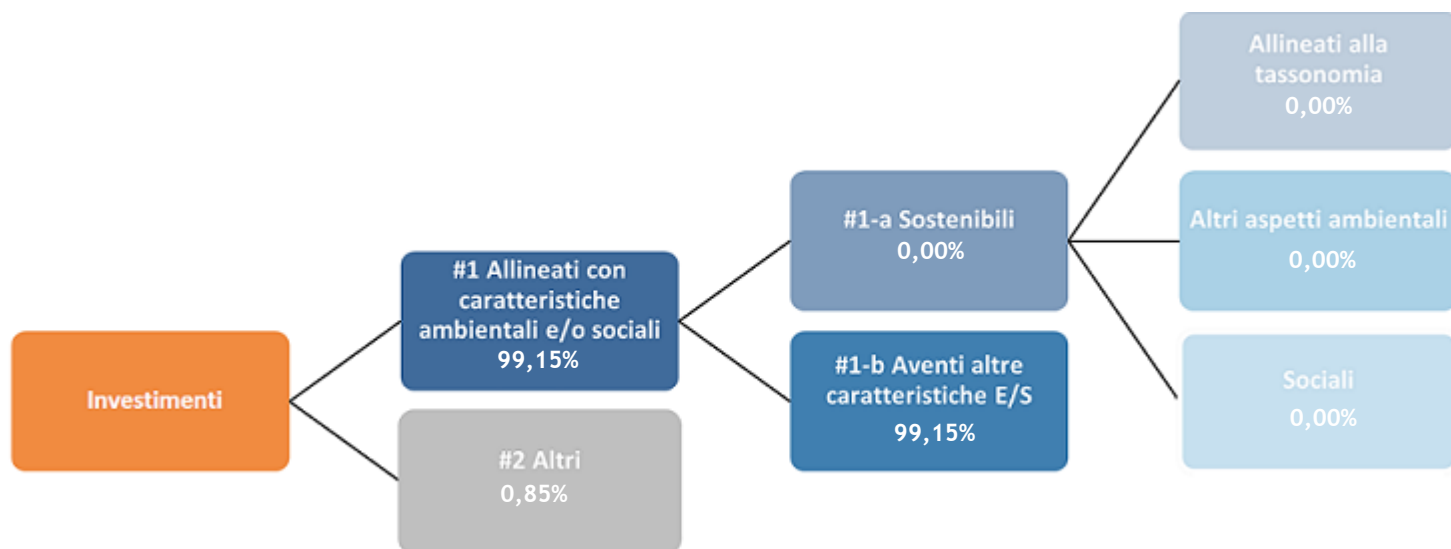 Investimenti
#1 Allineati con
caratteristiche
ambientali e/o sociali
99,15%
#2 Altri
0,85%
#1-a Sostenibili
0,00%
#1-b Aventi altre
caratteristiche E/S
99,15%
Allineati alla
tassonomia
0,00%
Altri aspetti ambientali
0,00%
Sociali
0,00%